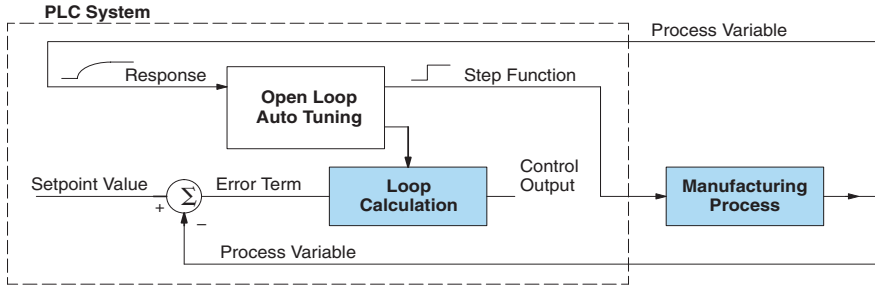 PLC System
Process Variable
Response
Step Function
Open Loop
Auto Tuning
Control
Output
Setpoint Value
+
Σ
−
Error Term
Loop
Calculation
Manufacturing
Process
Process Variable